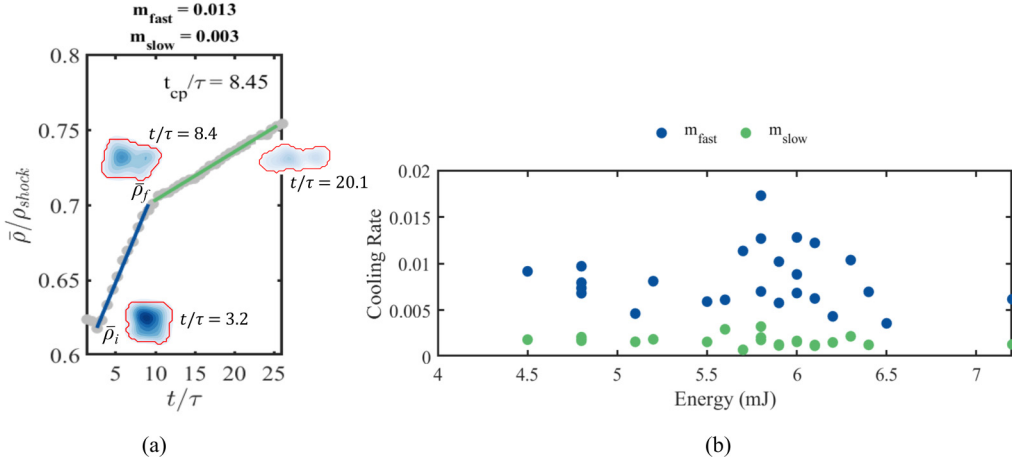 m_fast = 0.013
m_slow = 0.003
0.8
0.75
0.7
0.65
0.6
5 10 15 20 25
t/τ
ρ̄/ρ_shock
t_cp/τ = 8.45
t/τ = 8.4
ρ̄_f
t/τ = 20.1
ρ̄_i
t/τ = 3.2
(a)
m_fast m_slow
0.02
0.015
0.01
0.005
0
4 4.5 5 5.5 6 6.5 7
Cooling Rate
Energy (mJ)
(b)